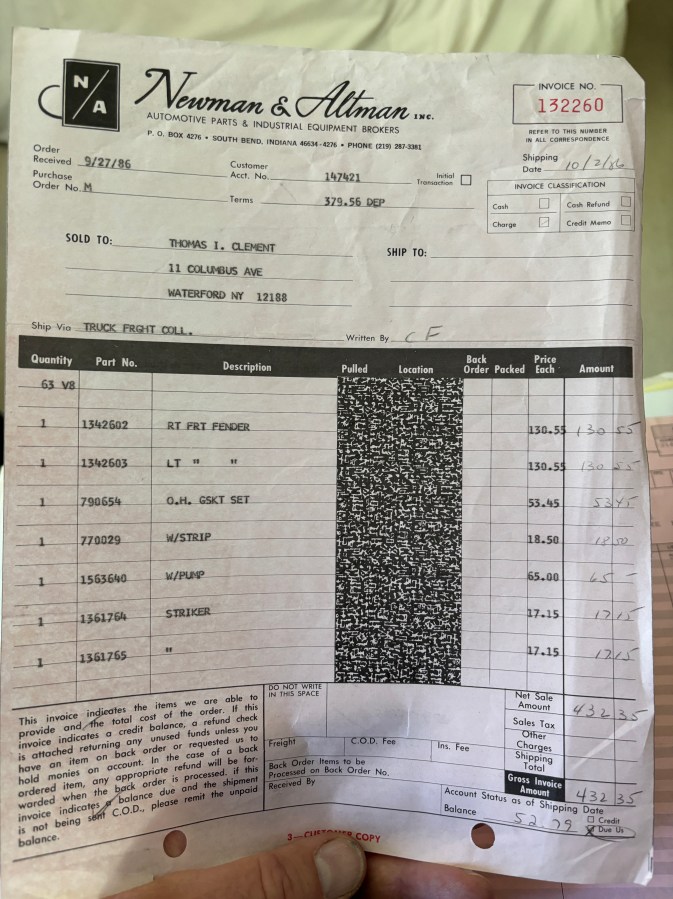 N/A
Newman & Altman INC.
AUTOMOTIVE PARTS & INDUSTRIAL EQUIPMENT BROKERS
P. O. BOX 4276 • SOUTH BEND, INDIANA 46634-4276 • PHONE (219) 287-3381
INVOICE NO.
132260
REFER TO THIS NUMBER
IN ALL CORRESPONDENCE
Order
Received 9/27/86
Purchase
Order No. M
Customer
Acct. No. 147421
Initial
Transaction
Terms 379.56 DEP
Shipping
Date 10/2/86
INVOICE CLASSIFICATION
Cash Cash Refund
Charge Credit Memo
SOLD TO: THOMAS I. CLEMENT
11 COLUMBUS AVE
WATERFORD NY 12188
SHIP TO:
Ship Via TRUCK FRGHT COLL.
Written By CF
Quantity Part No. Description Pulled Location Back Order Packed Price Each Amount
63 V8
1 1342602 RT FRT FENDER 130.55 130 55
1 1342603 LT " " 130.55 130 55
1 790654 O.H. GSKT SET 53.45 53 45
1 770029 W/STRIP 18.50 18 50
1 1563640 W/PUMP 65.00 65 –
1 1361764 STRIKER 17.15 17 15
1 1361765 " 17.15 17 15
This invoice indicates the items we are able to
provide and the total cost of the order. If this
invoice indicates a credit balance, a refund check
is attached returning any unused funds unless you
have an item on back order or requested us to
hold monies on account. In the case of a back
ordered item, any appropriate refund will be for-
warded when the back order is processed. if this
invoice indicates a balance due and the shipment
is not being sent C.O.D., please remit the unpaid
balance.
DO NOT WRITE
IN THIS SPACE
Freight C.O.D. Fee Ins. Fee
Back Order Items to be
Processed on Back Order No.
Received By
Net Sale
Amount 432 35
Sales Tax
Other
Charges
Shipping
Total
Gross Invoice
Amount 432 35
Account Status as of Shipping Date
Balance 52.79 Credit
Due Us
3—CUSTOMER COPY